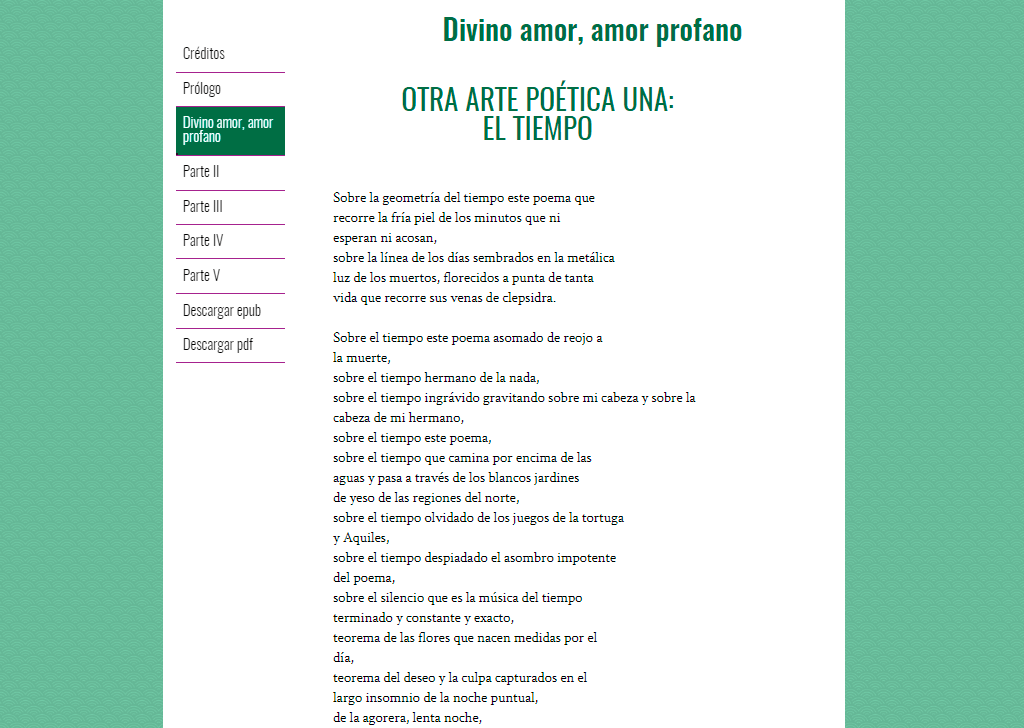 Divino amor, amor profano
Créditos
Prólogo
Divino amor, amor
profano
Parte II
Parte III
Parte IV
Parte V
Descargar epub
Descargar pdf
OTRA ARTE POÉTICA UNA:
EL TIEMPO
Sobre la geometría del tiempo este poema que
recorre la fría piel de los minutos que ni
esperan ni acosan,
sobre la línea de los días sembrados en la metálica
luz de los muertos, florecidos a punta de tanta
vida que recorre sus venas de clepsidra.
Sobre el tiempo este poema asomado de reojo a
la muerte,
sobre el tiempo hermano de la nada,
sobre el tiempo ingrávido gravitando sobre mi cabeza y sobre la
cabeza de mi hermano,
sobre el tiempo este poema,
sobre el tiempo que camina por encima de las
aguas y pasa a través de los blancos jardines
de yeso de las regiones del norte,
sobre el tiempo olvidado de los juegos de la tortuga
y Aquiles,
sobre el tiempo despiadado el asombro impotente
del poema,
sobre el silencio que es la música del tiempo
terminado y constante y exacto,
teorema de las flores que nacen medidas por el
día,
teorema del deseo y la culpa capturados en el
largo insomnio de la noche puntual,
de la agorera, lenta noche,